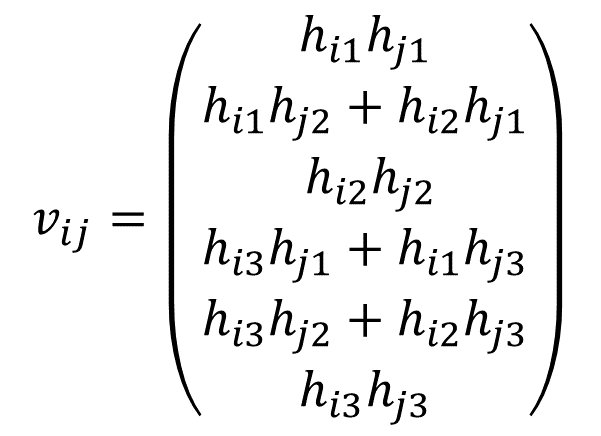 h_{i1}h_{j1}
h_{i1}h_{j2} + h_{i2}h_{j1}
h_{i2}h_{j2}
v_{ij} =
h_{i3}h_{j1} + h_{i1}h_{j3}
h_{i3}h_{j2} + h_{i2}h_{j3}
h_{i3}h_{j3}